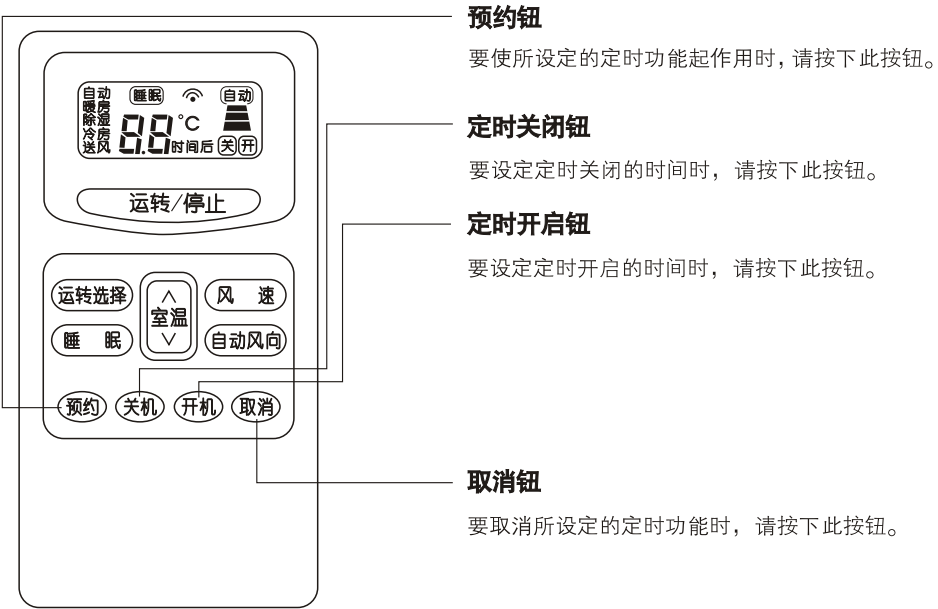 预约钮
要使所设定的定时功能起作用时，请按下此按钮。
定时关闭钮
要设定定时关闭的时间时，请按下此按钮。
定时开启钮
要设定定时开启的时间时，请按下此按钮。
取消钮
要取消所设定的定时功能时，请按下此按钮。
自动 睡眠 自动
暖房
除湿 88 °C
冷房
送风 时间后 关 开
运转/停止
运转选择 ∧ 风 速
室温
睡 眠 ∨ 自动风向
预约 关机 开机 取消